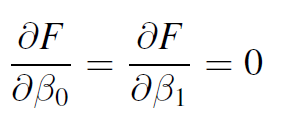 ∂F/∂β₀ = ∂F/∂β₁ = 0